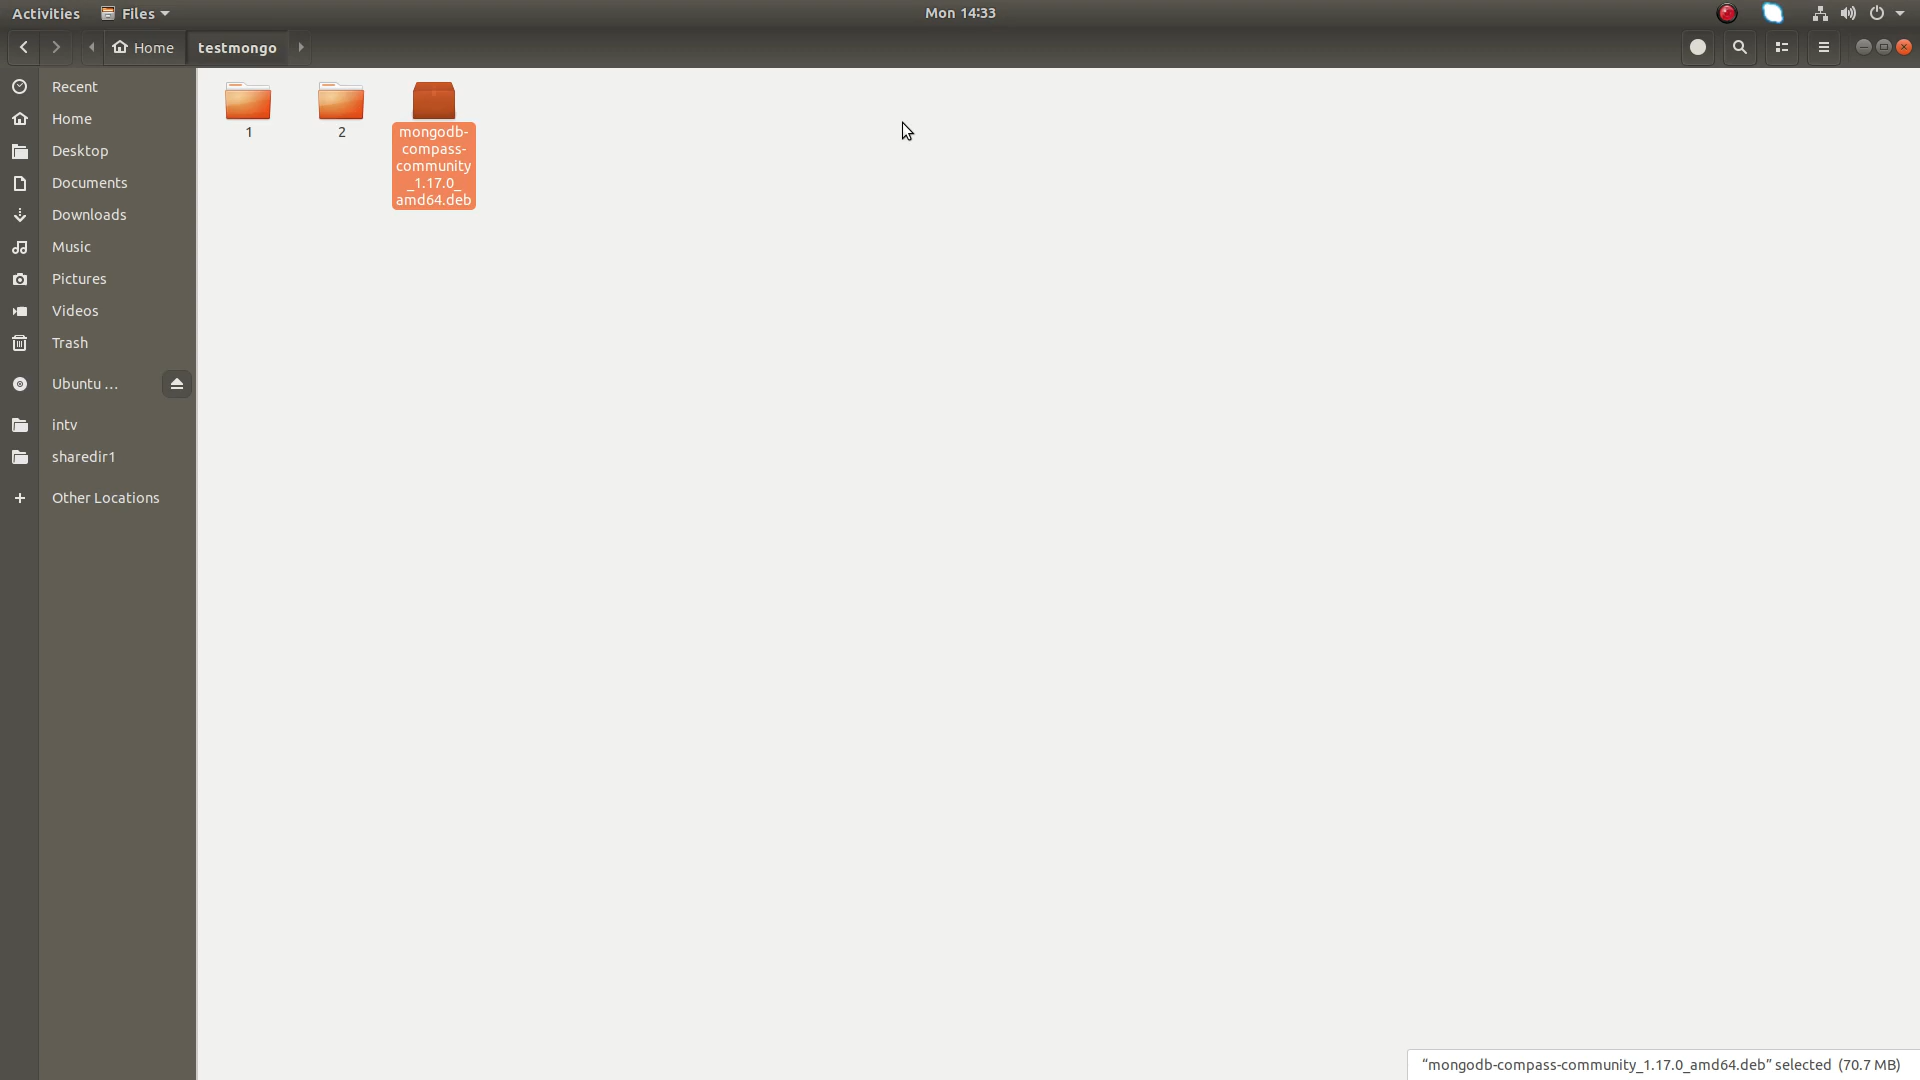 Activities Files Mon 14:33
Home testmongo
Recent
Home
Desktop
Documents
Downloads
Music
Pictures
Videos
Trash
Ubuntu ...
intv
sharedir1
Other Locations
1
2
mongodb-
compass-
community
_1.17.0_
amd64.deb
“mongodb-compass-community_1.17.0_amd64.deb” selected (70.7 MB)